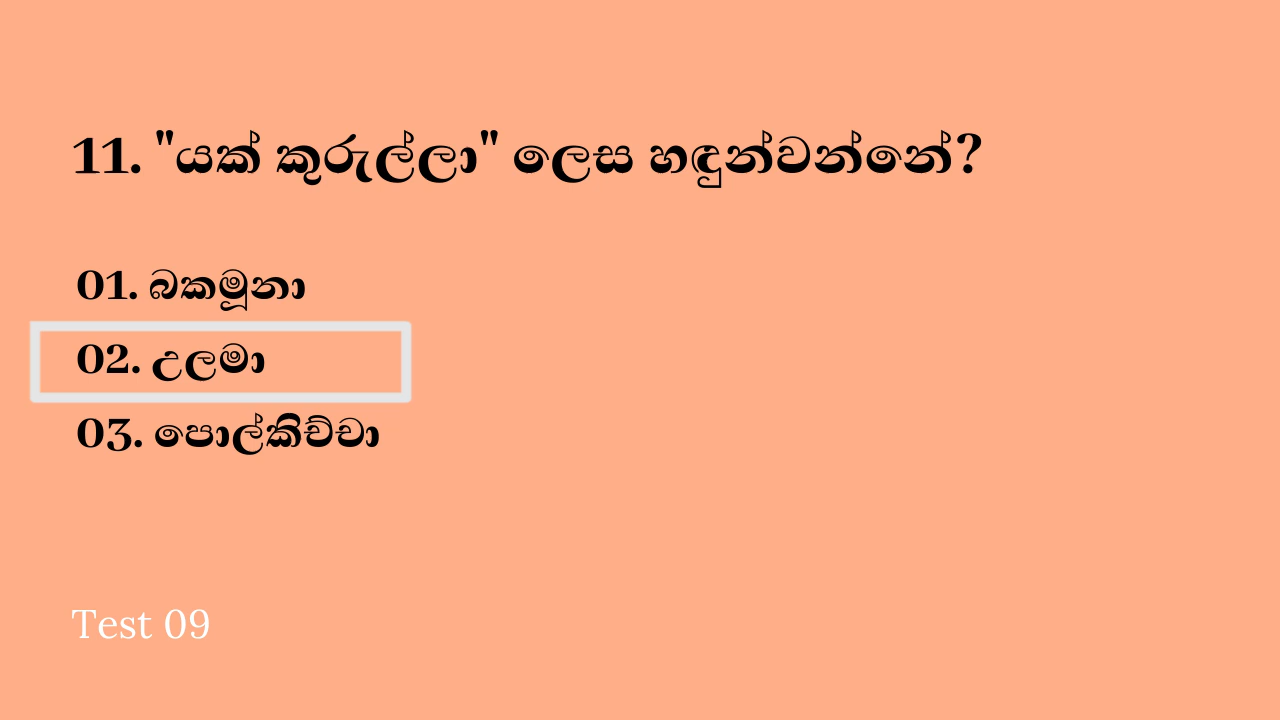 11. "යක් කුරුල්ලා" ලෙස හඳුන්වන්නේ?
01. බකමූනා
02. උලමා
03. පොල්කිච්චා
Test 09